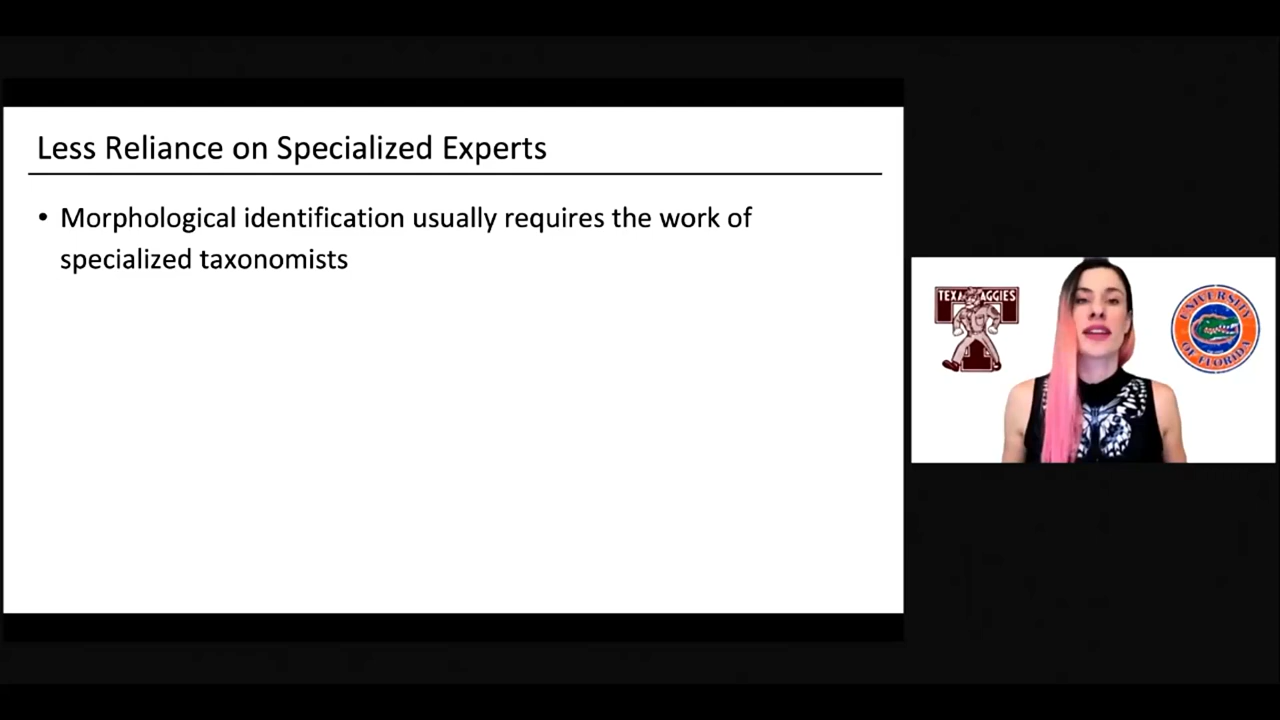 Less Reliance on Specialized Experts
• Morphological identification usually requires the work of
specialized taxonomists
TEXAS AGGIES
UNIVERSITY
OF FLORIDA